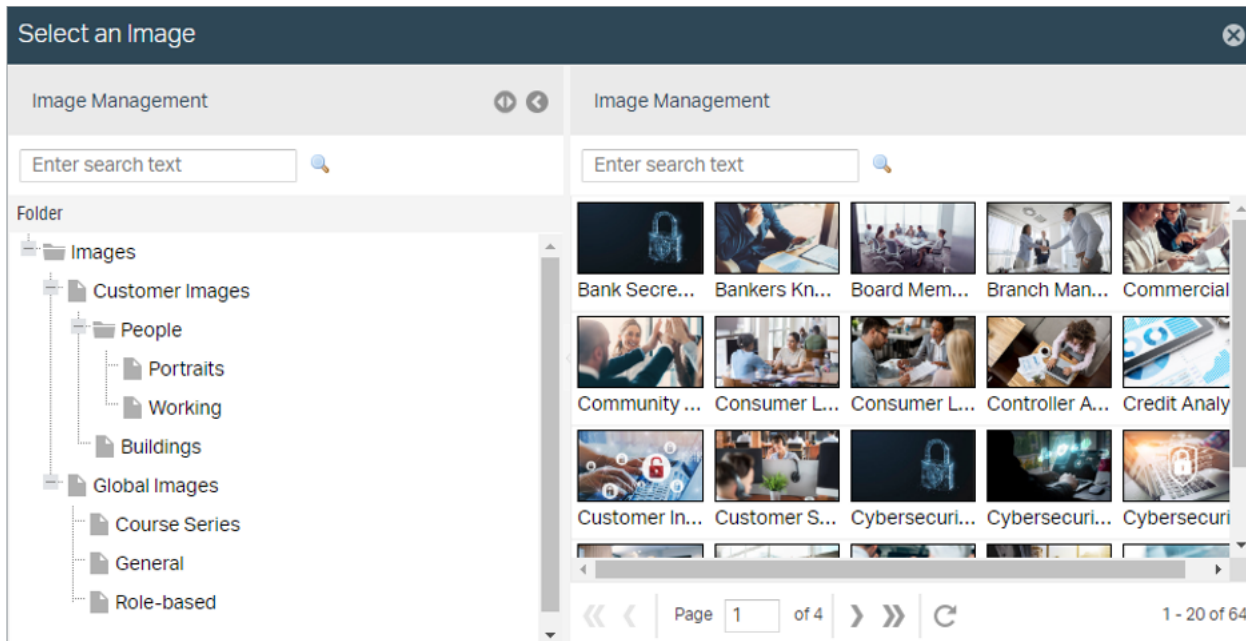 Select an Image
Image Management
Enter search text
Folder
Images
Customer Images
People
Portraits
Working
Buildings
Global Images
Course Series
General
Role-based
Image Management
Enter search text
Bank Secre... Bankers Kn... Board Mem... Branch Man... Commercial
Community ... Consumer L... Consumer L... Controller A... Credit Analy
Customer In... Customer S... Cybersecuri... Cybersecuri... Cybersecuri
Page 1 of 4 1 - 20 of 64